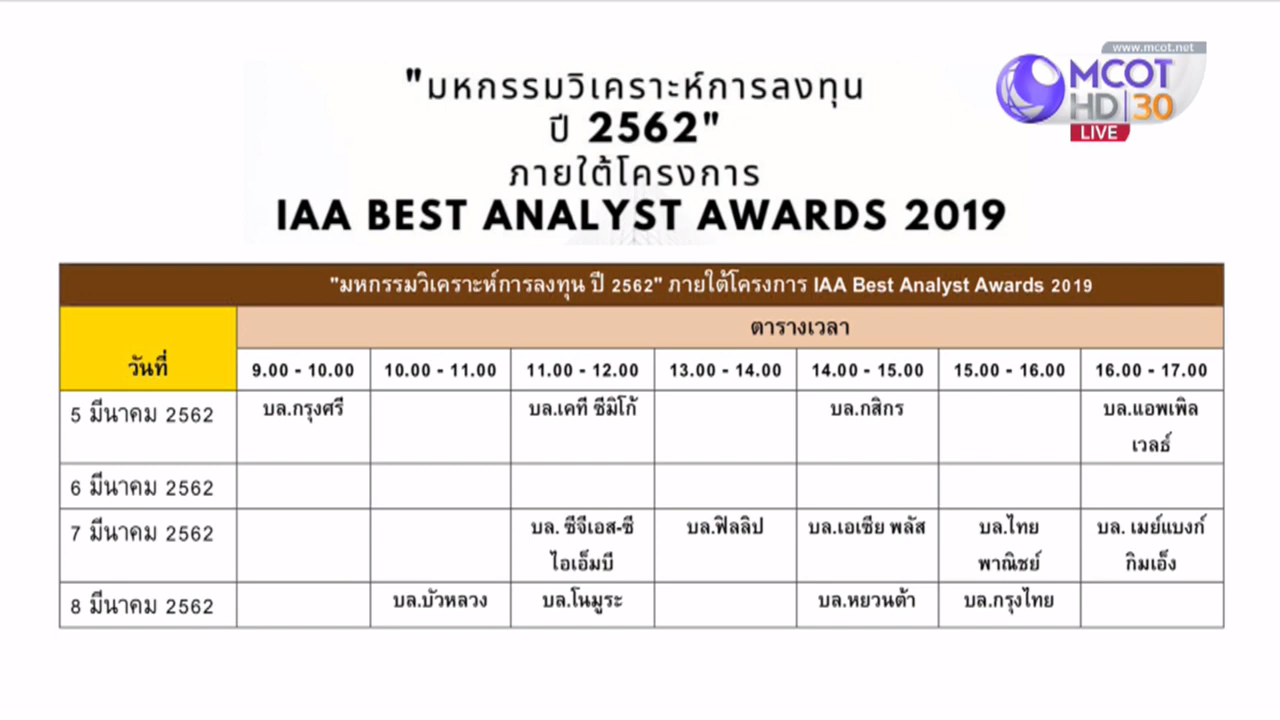 www.mcot.net
MCOT
HD 30
LIVE
"มหกรรมวิเคราะห์การลงทุน
ปี 2562"
ภายใต้โครงการ
IAA BEST ANALYST AWARDS 2019
"มหกรรมวิเคราะห์การลงทุน ปี 2562" ภายใต้โครงการ IAA Best Analyst Awards 2019
ตารางเวลา
วันที่ 9.00 - 10.00 10.00 - 11.00 11.00 - 12.00 13.00 - 14.00 14.00 - 15.00 15.00 - 16.00 16.00 - 17.00
5 มีนาคม 2562 บล.กรุงศรี บล.เคที ซีมิโก้ บล.กสิกร บล.แอพเพิล
เวลธ์
6 มีนาคม 2562
7 มีนาคม 2562 บล. ซีจีเอส-ซี บล.ฟิลลิป บล.เอเซีย พลัส บล.ไทย บล. เมย์แบงก์
ไอเอ็มบี พาณิชย์ กิมเอ็ง
8 มีนาคม 2562 บล.บัวหลวง บล.โนมูระ บล.หยวนต้า บล.กรุงไทย